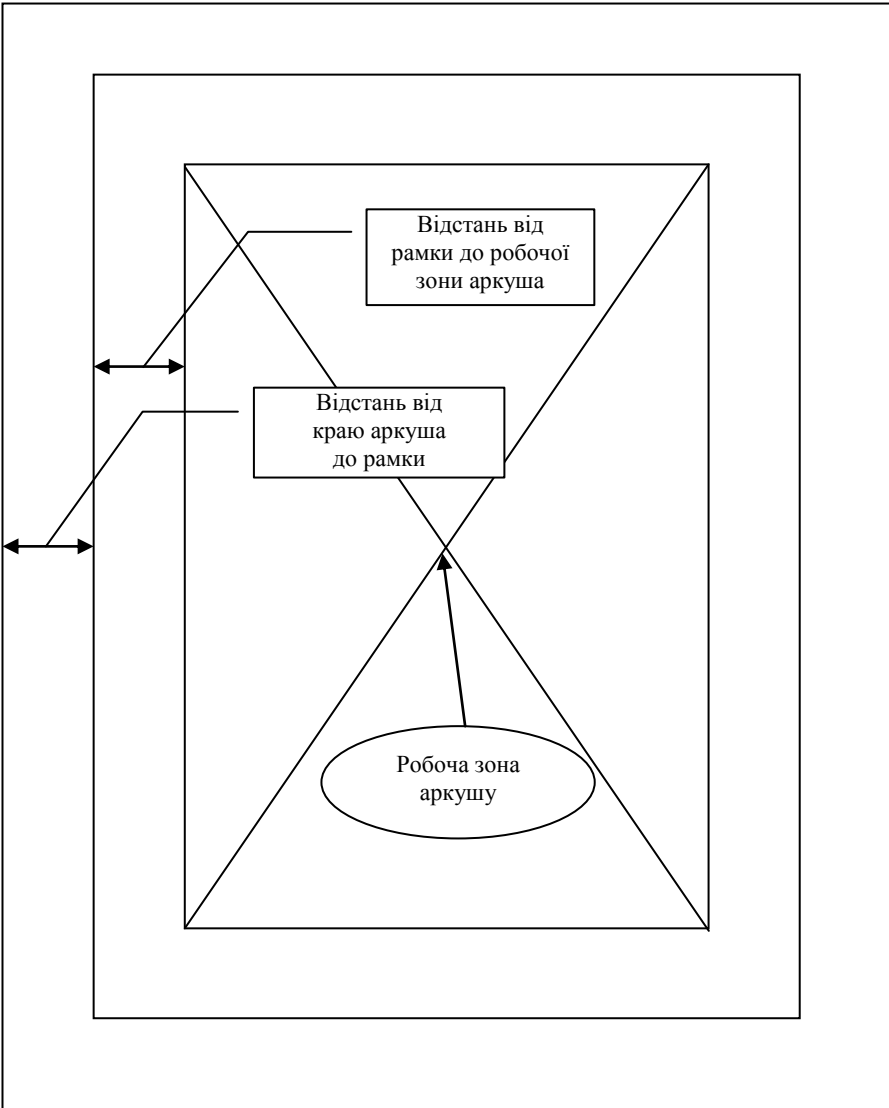 Відстань від
рамки до робочої
зони аркуша
Відстань від
краю аркуша
до рамки
Робоча зона
аркушу